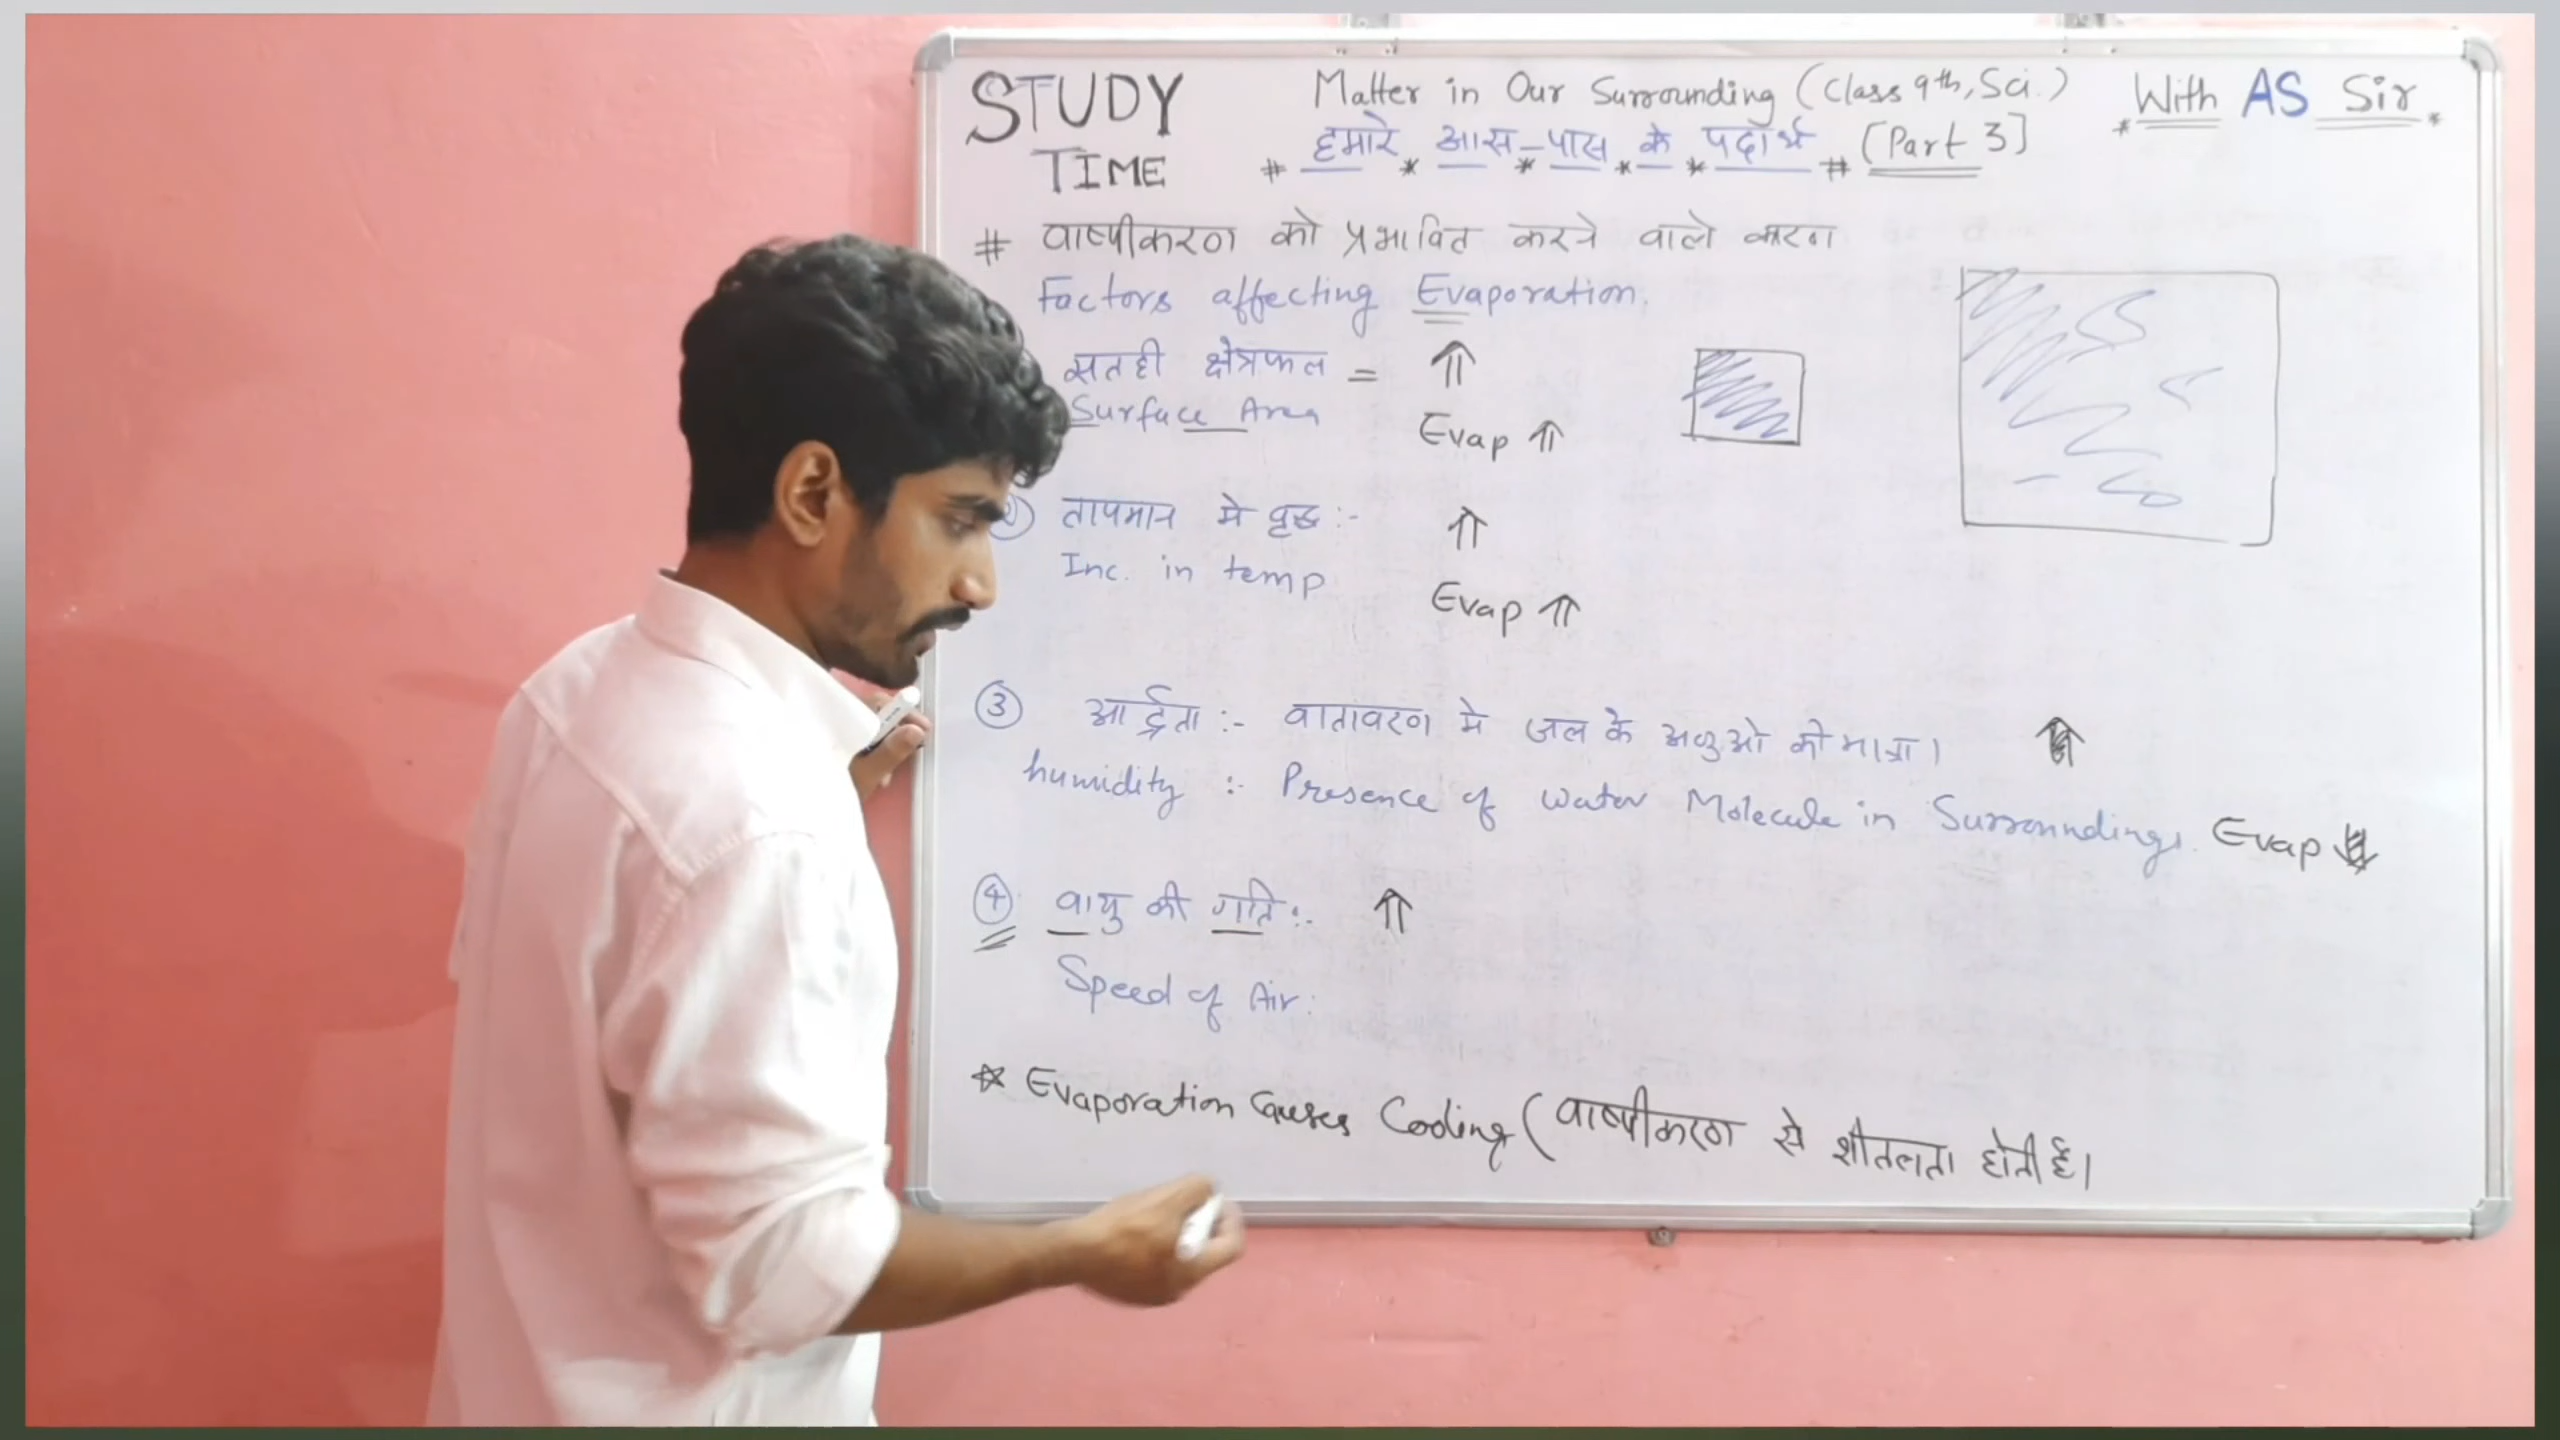 STUDY
TIME
Matter in Our Surrounding (Class 9th, Sci.)
हमारे आस-पास के पदार्थ [Part 3]
With AS Sir
# वाष्पीकरण को प्रभावित करने वाले कारण
Factors affecting Evaporation.
सतही क्षेत्रफल = ⇑
Surface Area
Evap ⇑
② तापमान मे वृद्धि :- ⇑
Inc. in temp
Evap ⇑
③ आर्द्रता :- वातावरण मे जल के अणुओ की मात्रा। ⇑
humidity :- Presence of water Molecule in Surroundings. Evap ⇓
④ वायु की गति :- ⇑
Speed of Air:
☆ Evaporation Causes Cooling (वाष्पीकरण से शीतलता होती है।